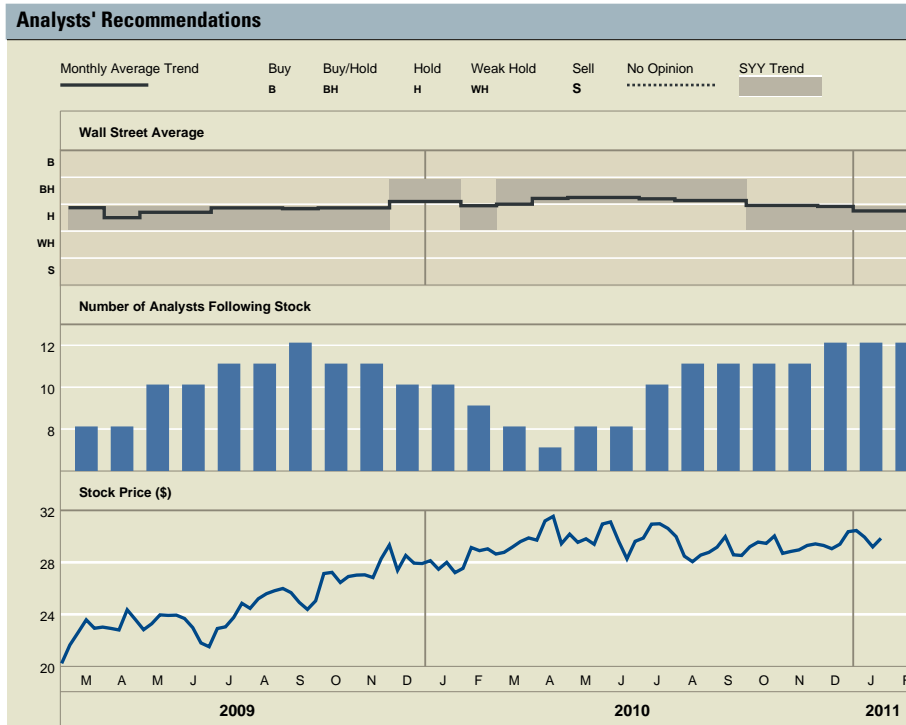 Analysts' Recommendations
Monthly Average Trend Buy Buy/Hold Hold Weak Hold Sell No Opinion SYY Trend
B BH H WH S
Wall Street Average
B
BH
H
WH
S
Number of Analysts Following Stock
12
10
8
Stock Price ($)
32
28
24
20
M A M J J A S O N D J F M A M J J A S O N D J F
2009 2010 2011